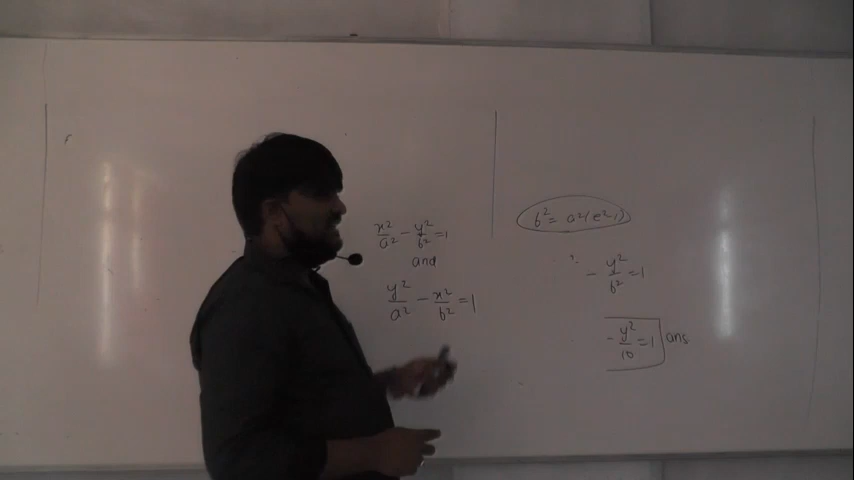 x²/a² - y²/b² = 1
and
y²/a² - x²/b² = 1
b² = a²(e²-1)
- y²/b² = 1
- y²/10 = 1 ans